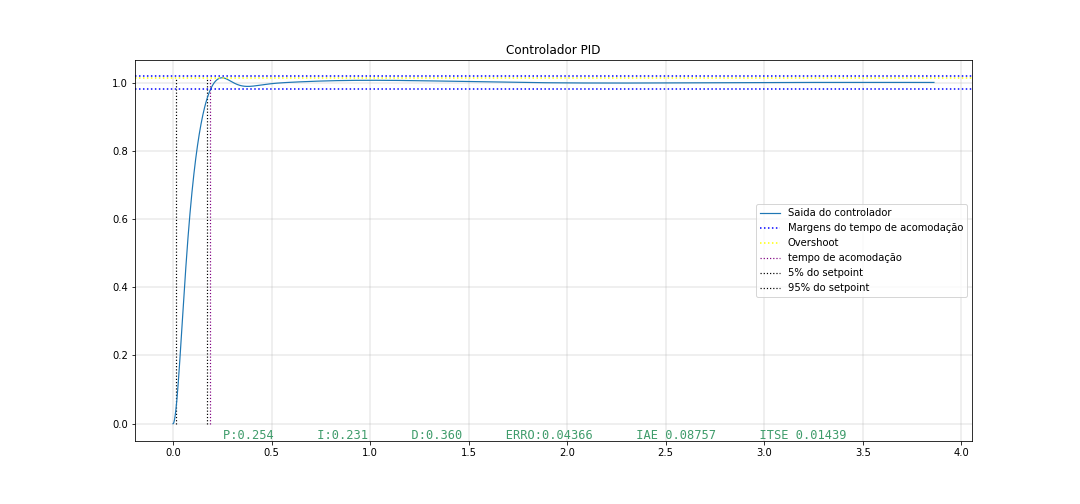 Controlador PID
1.0
0.8
0.6
0.4
0.2
0.0
Saida do controlador
Margens do tempo de acomodação
Overshoot
tempo de acomodação
5% do setpoint
95% do setpoint
P:0.254 I:0.231 D:0.360 ERRO:0.04366 IAE 0.08757 ITSE 0.01439
0.0 0.5 1.0 1.5 2.0 2.5 3.0 3.5 4.0